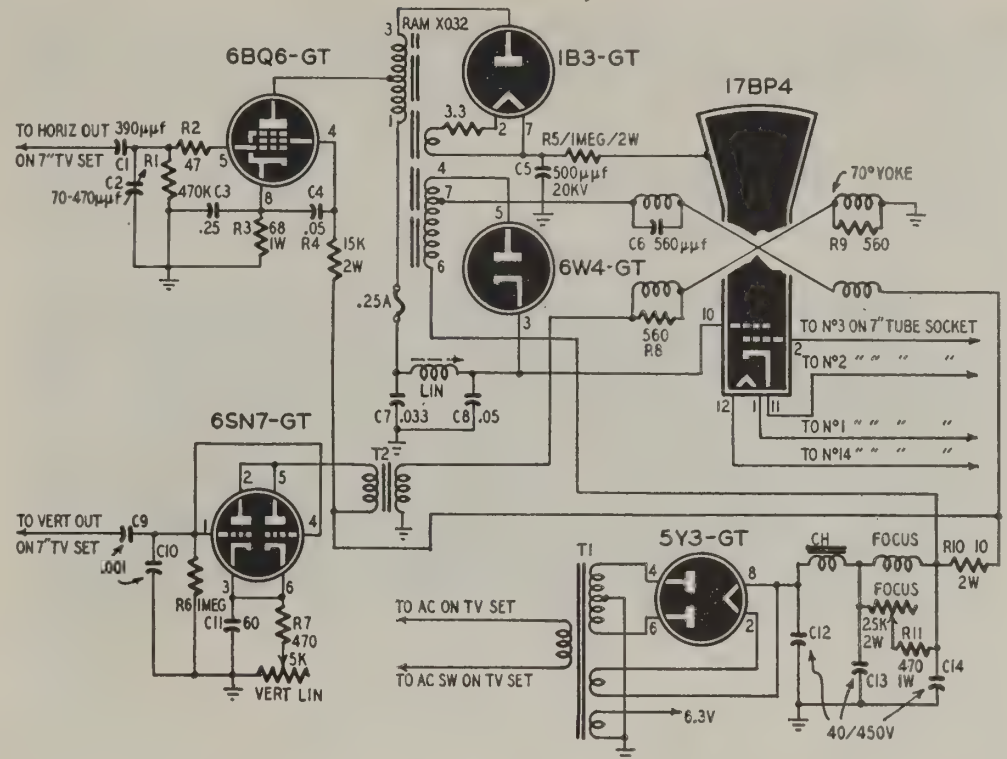 RAM X032
3
6BQ6-GT
1B3-GT
17BP4
3.3
2
7
R5/1MEG/2W
TO HORIZ OUT
390μμf
R2
4
ON 7" TV SET
C1
R1
47
5
C2
70-470μμf
470K
C3
.25
8
C4
.05
R3
68
1W
R4
15K
2W
1
C5
500μμf
20KV
4
7
5
6
6W4-GT
3
.25A
70° YOKE
C6
560μμf
R9
560
560
R8
10
2
TO Nº3 ON 7" TUBE SOCKET
TO Nº2 " " " "
12
1
11
TO Nº1 " " " "
TO Nº14 " " " "
LIN
C7
.033
C8
.05
6SN7-GT
2
5
T2
TO VERT OUT
C9
1
4
ON 7" TV SET
C10
.001
3
6
R6
1MEG
C11
60
R7
470
5K
VERT LIN
T1
5Y3-GT
4
8
6
2
TO AC ON TV SET
TO AC SW ON TV SET
6.3V
CH
FOCUS
R10
10
2W
FOCUS
25K
2W
R11
470
1W
C12
C13
C14
40/450V